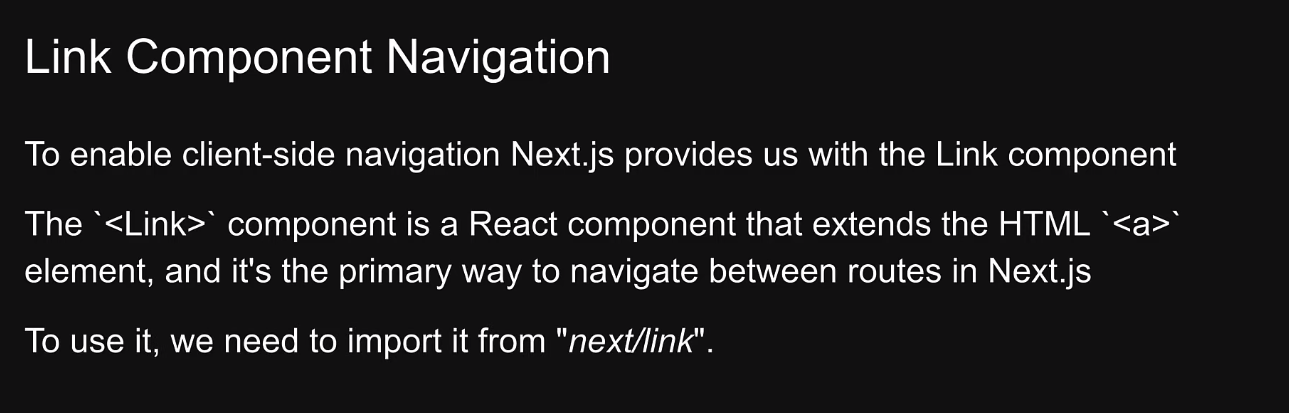 Link Component Navigation
To enable client-side navigation Next.js provides us with the Link component
The `<Link>` component is a React component that extends the HTML `<a>`
element, and it's the primary way to navigate between routes in Next.js
To use it, we need to import it from "next/link".